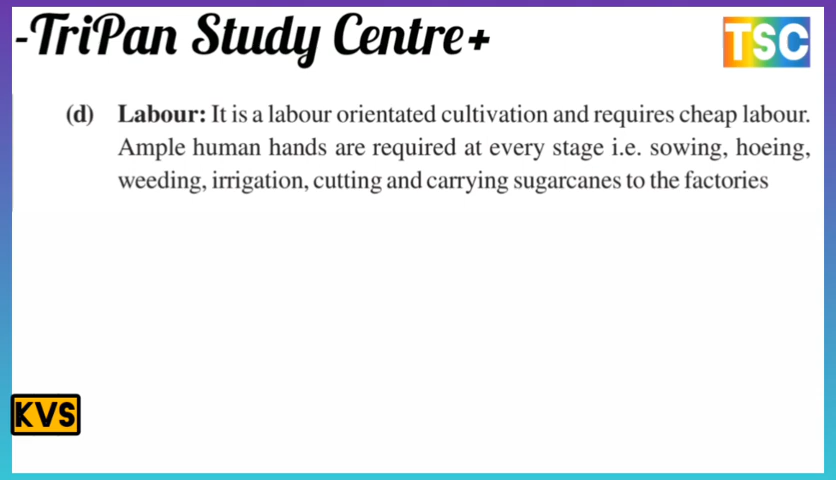 -TriPan Study Centre+
TSC
(d) Labour: It is a labour orientated cultivation and requires cheap labour.
Ample human hands are required at every stage i.e. sowing, hoeing,
weeding, irrigation, cutting and carrying sugarcanes to the factories
KVS